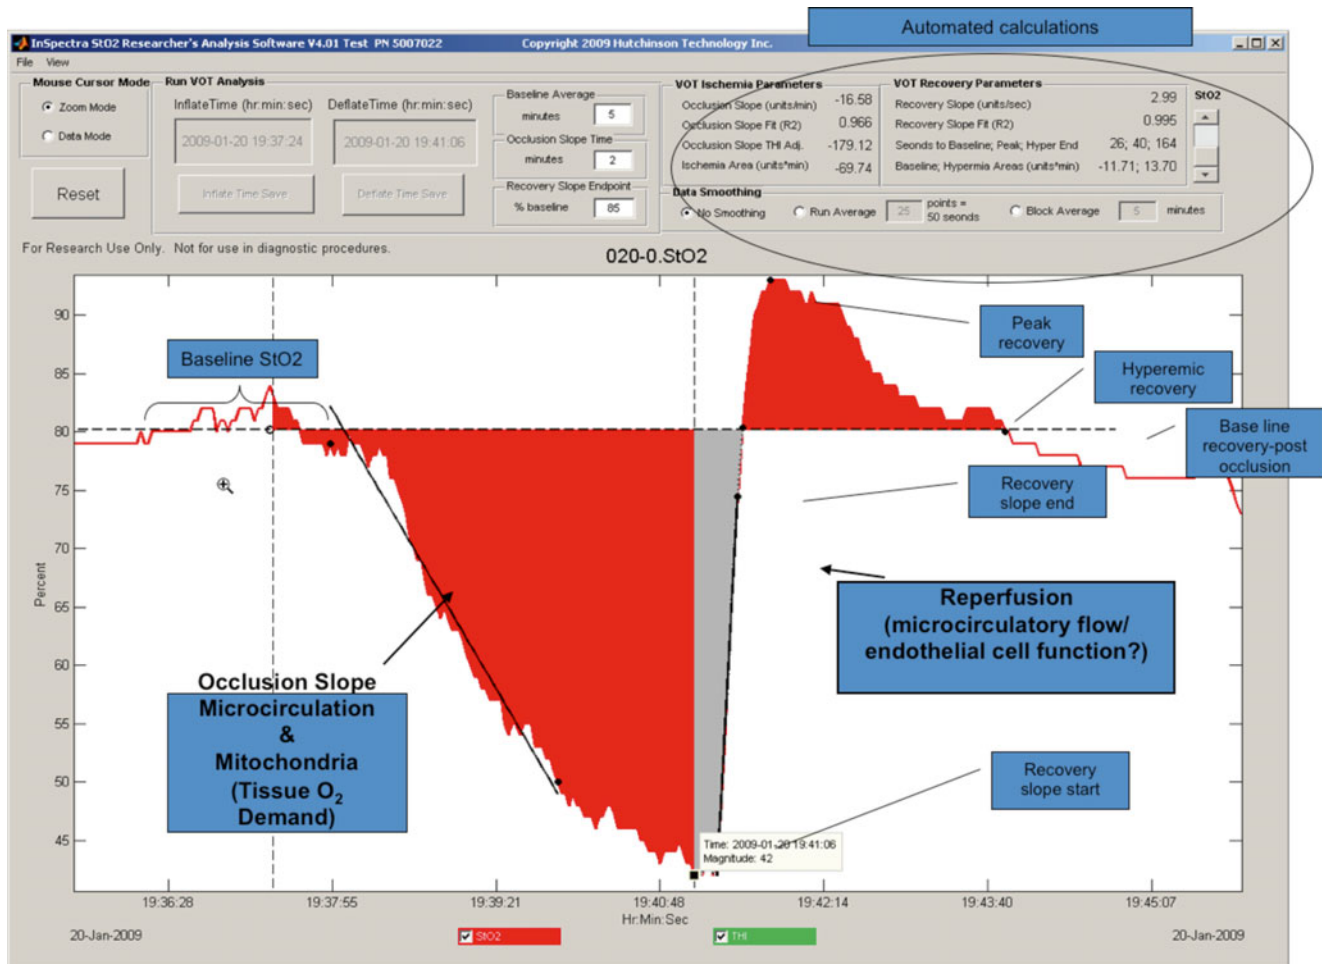 Automated calculations
InSpectra StO2 Researcher's Analysis Software V4.01 Test PN 5007022 Copyright 2009 Hutchinson Technology Inc.
File View
Mouse Cursor Mode
Zoom Mode
Data Mode
Reset
Run VOT Analysis
InflateTime (hr:min:sec)
2009-01-20 19:37:24
Inflate Time Save
DeflateTime (hr:min:sec)
2009-01-20 19:41:06
Deflate Time Save
Baseline Average
minutes 5
Occlusion Slope Time
minutes 2
Recovery Slope Endpoint
% baseline 85
VOT Ischemia Parameters
Occlusion Slope (units/min) -16.58
Occlusion Slope Fit (R2) 0.966
Occlusion Slope THI Adj. -179.12
Ischemia Area (units*min) -69.74
VOT Recovery Parameters
Recovery Slope (units/sec) 2.99
Recovery Slope Fit (R2) 0.995
Seonds to Baseline; Peak; Hyper End 26; 40; 164
Baseline; Hypermia Areas (units*min) -11.71; 13.70
StO2
Data Smoothing
No Smoothing
Run Average 25 points =
50 seonds
Block Average 5 minutes
For Research Use Only. Not for use in diagnostic procedures.
020-0.StO2
Percent
90
85
80
75
70
65
60
55
50
45
Baseline StO2
Peak
recovery
Hyperemic
recovery
Base line
recovery-post
occlusion
Recovery
slope end
Reperfusion
(microcirculatory flow/
endothelial cell function?)
Occlusion Slope
Microcirculation
&
Mitochondria
(Tissue O₂
Demand)
Recovery
slope start
Time: 2009-01-20 19:41:06
Magnitude: 42
19:36:28 19:37:55 19:39:21 19:40:48 19:42:14 19:43:40 19:45:07
Hr:Min:Sec
20-Jan-2009 StO2 THI 20-Jan-2009